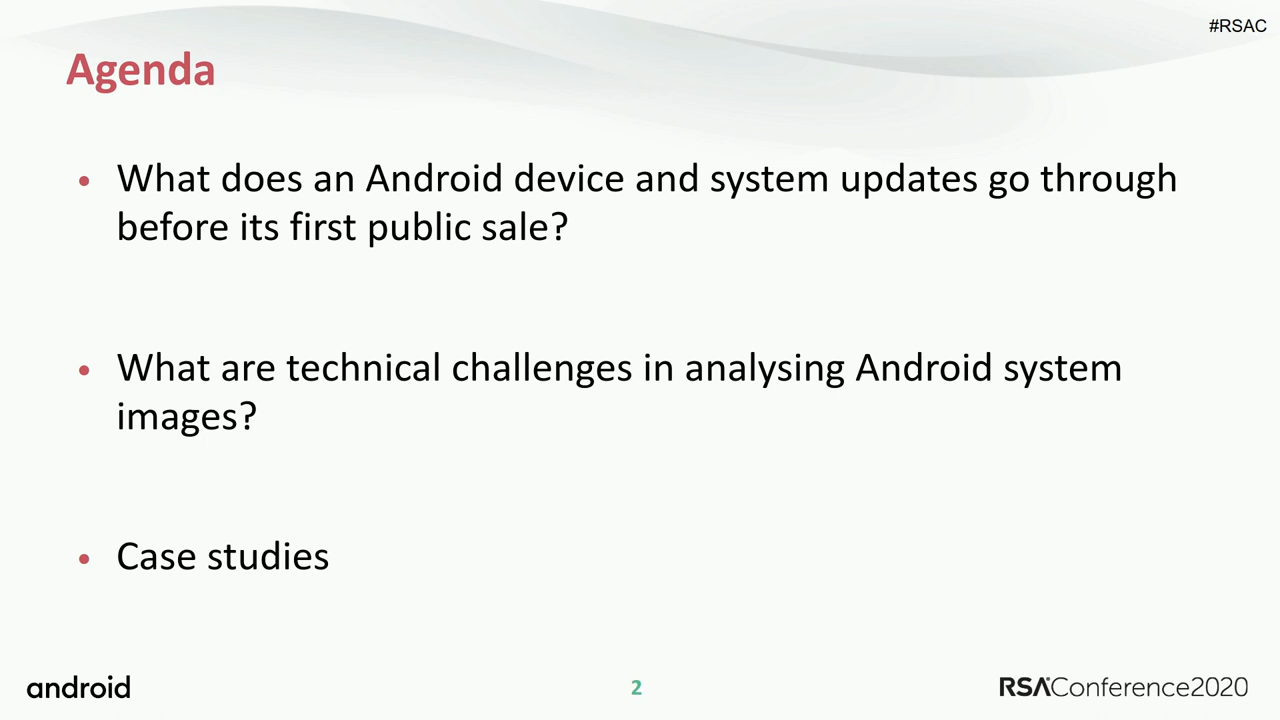 #RSAC
Agenda
• What does an Android device and system updates go through
before its first public sale?
• What are technical challenges in analysing Android system
images?
• Case studies
android
2
RSAConference2020